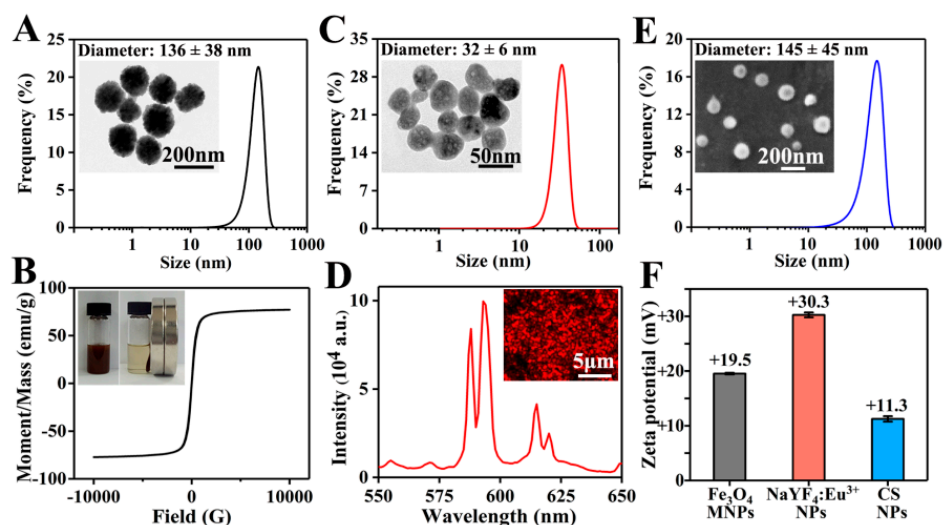 A
Diameter: 136 ± 38 nm
Frequency (%)
25
20
15
10
5
0
200nm
1
10
100
1000
Size (nm)
C
Diameter: 32 ± 6 nm
Frequency (%)
35
28
21
14
7
0
50nm
1
10
100
Size (nm)
E
Diameter: 145 ± 45 nm
Frequency (%)
20
16
12
8
4
0
200nm
1
10
100
1000
Size (nm)
B
Moment/Mass (emu/g)
100
50
0
-50
-100
-10000
0
10000
Field (G)
D
Intensity (10⁴ a.u.)
10
5
0
5μm
550
575
600
625
650
Wavelength (nm)
F
Zeta potential (mV)
+30
+20
+10
0
+19.5
+30.3
+11.3
Fe₃O₄
MNPs
NaYF₄:Eu³⁺
NPs
CS
NPs